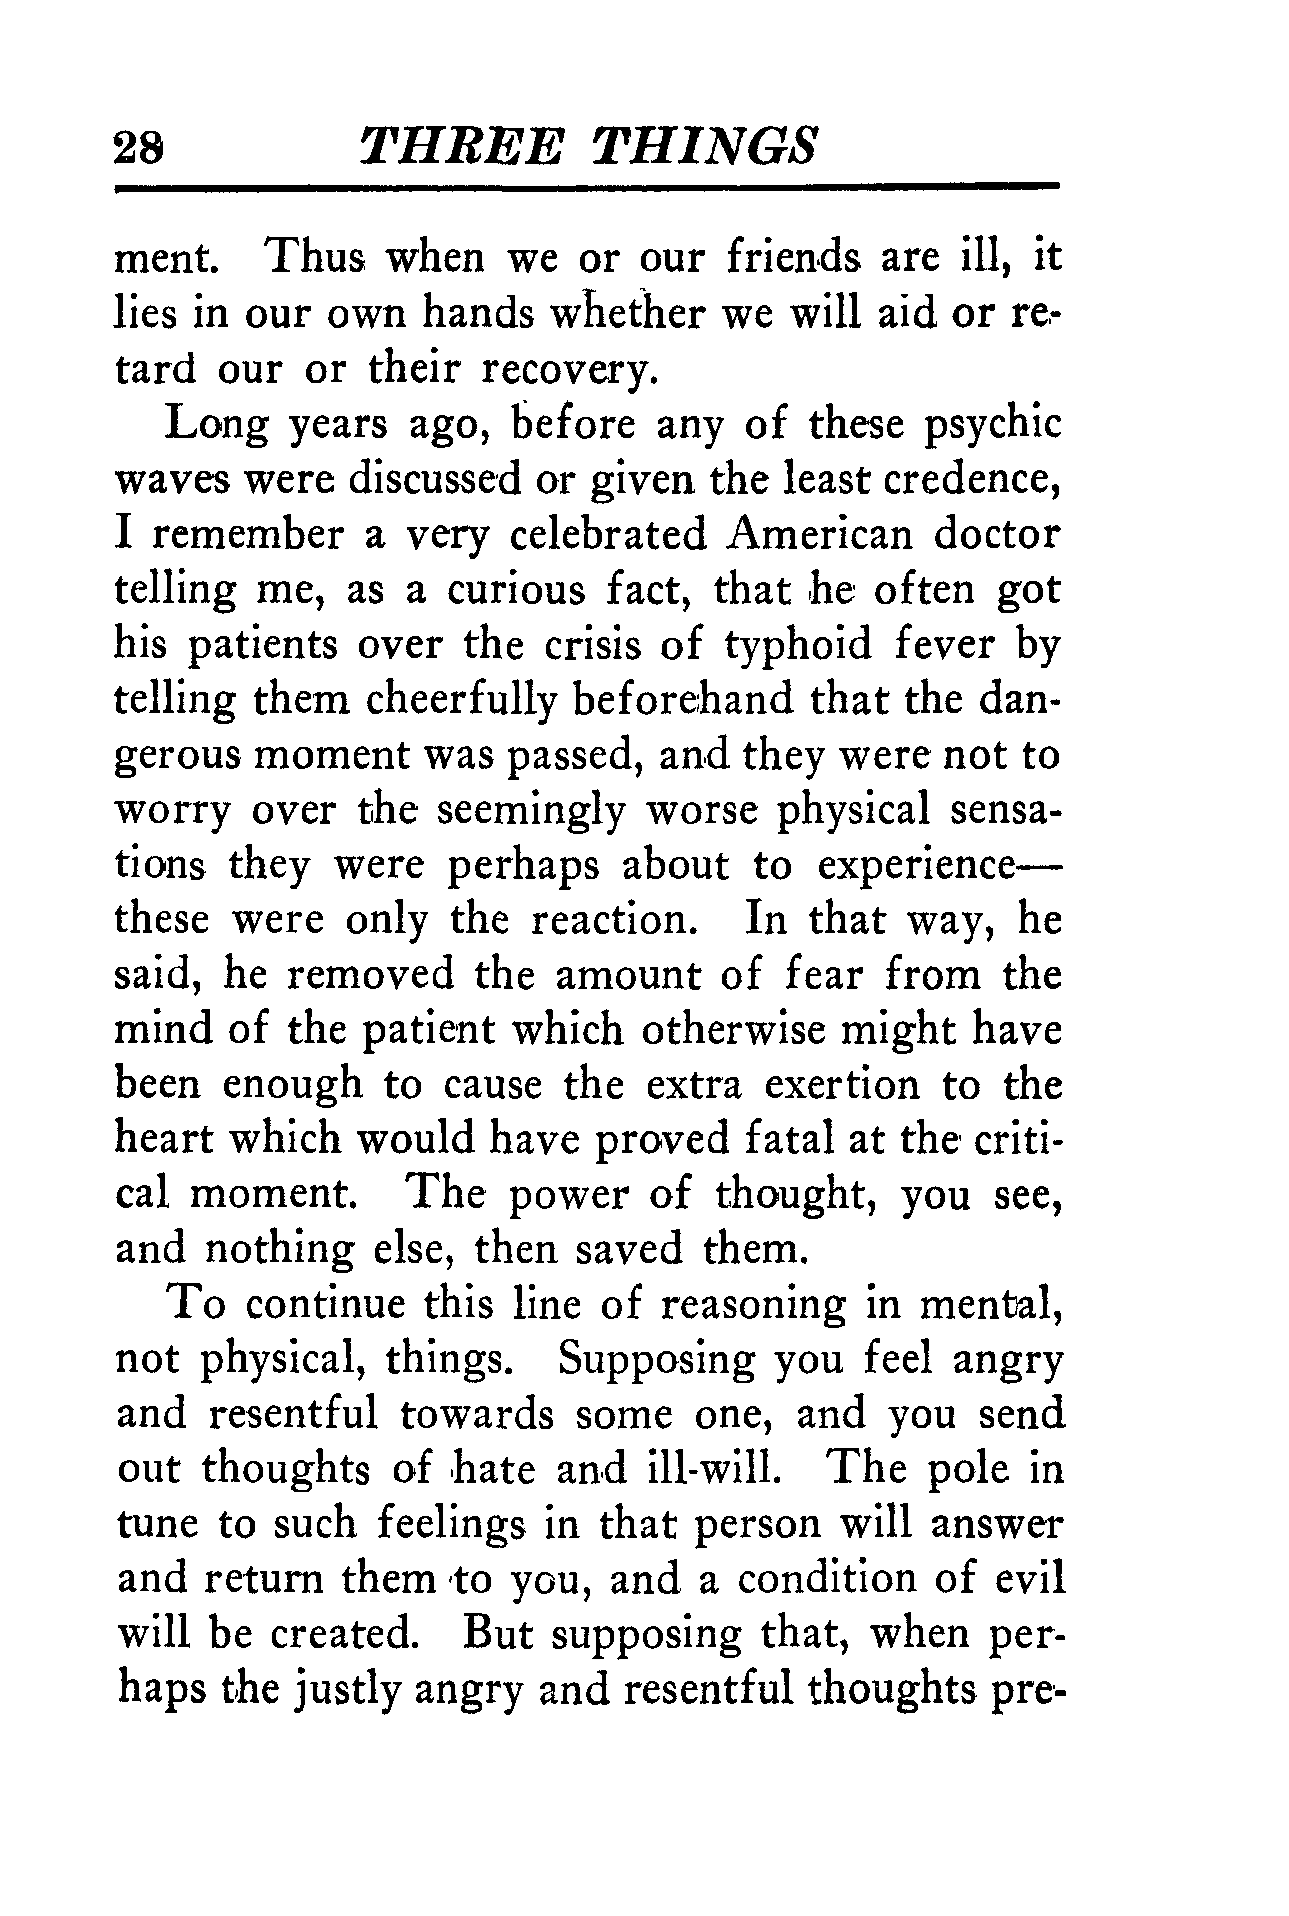 28 THREE THINGS
ment. Thus when we or our friends are ill, it
lies in our own hands whether we will aid or re-
tard our or their recovery.
Long years ago, before any of these psychic
waves were discussed or given the least credence,
I remember a very celebrated American doctor
telling me, as a curious fact, that he often got
his patients over the crisis of typhoid fever by
telling them cheerfully beforehand that the dan-
gerous moment was passed, and they were not to
worry over the seemingly worse physical sensa-
tions they were perhaps about to experience—
these were only the reaction. In that way, he
said, he removed the amount of fear from the
mind of the patient which otherwise might have
been enough to cause the extra exertion to the
heart which would have proved fatal at the criti-
cal moment. The power of thought, you see,
and nothing else, then saved them.
To continue this line of reasoning in mental,
not physical, things. Supposing you feel angry
and resentful towards some one, and you send
out thoughts of hate and ill-will. The pole in
tune to such feelings in that person will answer
and return them to you, and a condition of evil
will be created. But supposing that, when per-
haps the justly angry and resentful thoughts pre-